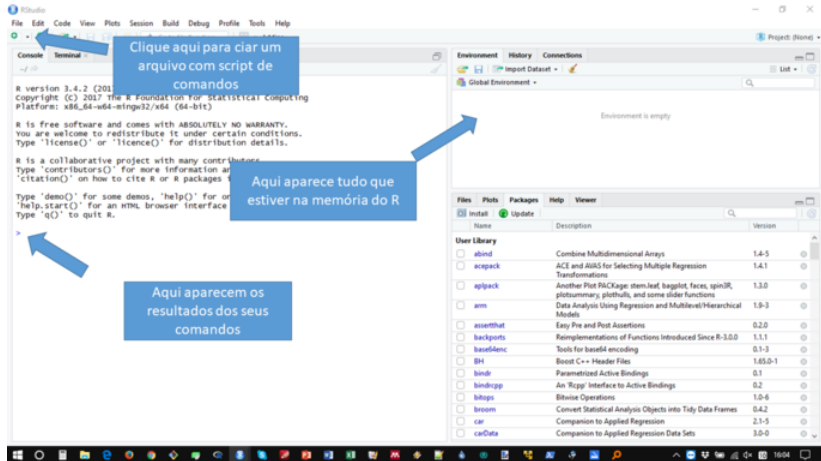 RStudio
File Edit Code View Plots Session Build Debug Profile Tools Help
Project: (None)
Clique aqui para ciar um
arquivo com script de
comandos
Console Terminal
~/
R version 3.4.2 (201
Copyright (C) 2017 The R Foundation for Statistical Computing
Platform: x86_64-w64-mingw32/x64 (64-bit)
R is free software and comes with ABSOLUTELY NO WARRANTY.
You are welcome to redistribute it under certain conditions.
Type 'license()' or 'licence()' for distribution details.
R is a collaborative project with many contributors.
Type 'contributors()' for more information an
'citation()' on how to cite R or R packages i
Type 'demo()' for some demos, 'help()' for on
'help.start()' for an HTML browser interface
Type 'q()' to quit R.
>
Aqui aparece tudo que
estiver na memória do R
Aqui aparecem os
resultados dos seus
comandos
Environment History Connections
Import Dataset
List
Global Environment
Environment is empty
Files Plots Packages Help Viewer
Install Update
Name Description Version
User Library
abind Combine Multidimensional Arrays 1.4-5
acepack ACE and AVAS for Selecting Multiple Regression Transformations 1.4.1
aplpack Another Plot PACKage: stem.leaf, bagplot, faces, spin3R, plotsummary, plothulls, and some slider functions 1.3.0
arm Data Analysis Using Regression and Multilevel/Hierarchical Models 1.9-3
assertthat Easy Pre and Post Assertions 0.2.0
backports Reimplementations of Functions Introduced Since R-3.0.0 1.1.1
base64enc Tools for base64 encoding 0.1-3
BH Boost C++ Header Files 1.65.0-1
bindr Parametrized Active Bindings 0.1
bindrcpp An 'Rcpp' Interface to Active Bindings 0.2
bitops Bitwise Operations 1.0-6
broom Convert Statistical Analysis Objects into Tidy Data Frames 0.4.2
car Companion to Applied Regression 2.1-5
carData Companion to Applied Regression Data Sets 3.0-0
16:04